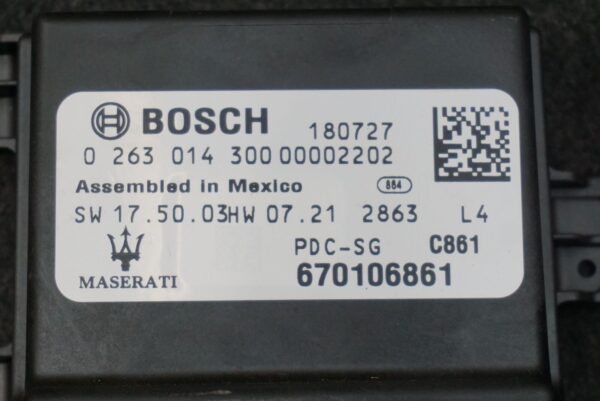 BOSCH 180727
0 263 014 300 00002202
Assembled in Mexico 884
SW 17.50.03HW 07.21 2863 L4
PDC-SG C861
MASERATI 670106861